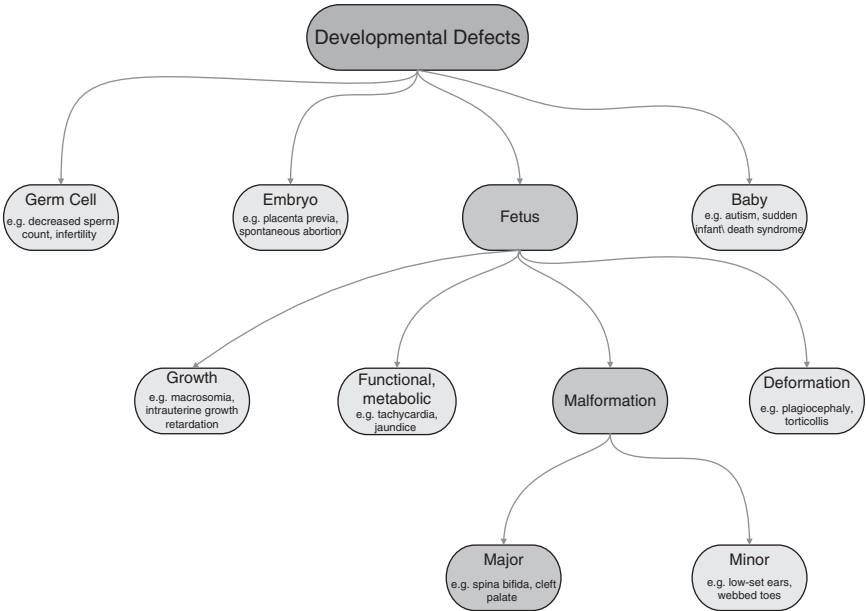 Developmental Defects
Germ Cell
e.g. decreased sperm
count, infertility
Embryo
e.g. placenta previa,
spontaneous abortion
Fetus
Baby
e.g. autism, sudden
infant\ death syndrome
Growth
e.g. macrosomia,
intrauterine growth
retardation
Functional,
metabolic
e.g. tachycardia,
jaundice
Malformation
Deformation
e.g. plagiocephaly,
torticollis
Major
e.g. spina bifida, cleft
palate
Minor
e.g. low-set ears,
webbed toes